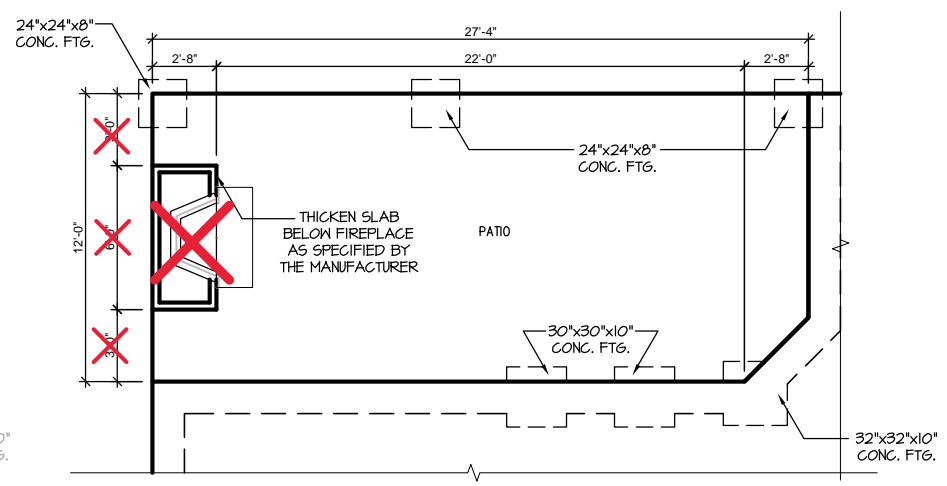 24"x24"x8"
CONC. FTG.
27'-4"
2'-8"
22'-0"
2'-8"
24"x24"x8"
CONC. FTG.
12'-0"
THICKEN SLAB
BELOW FIREPLACE
AS SPECIFIED BY
THE MANUFACTURER
PATIO
30"x30"x10"
CONC. FTG.
32"x32"x10"
CONC. FTG.